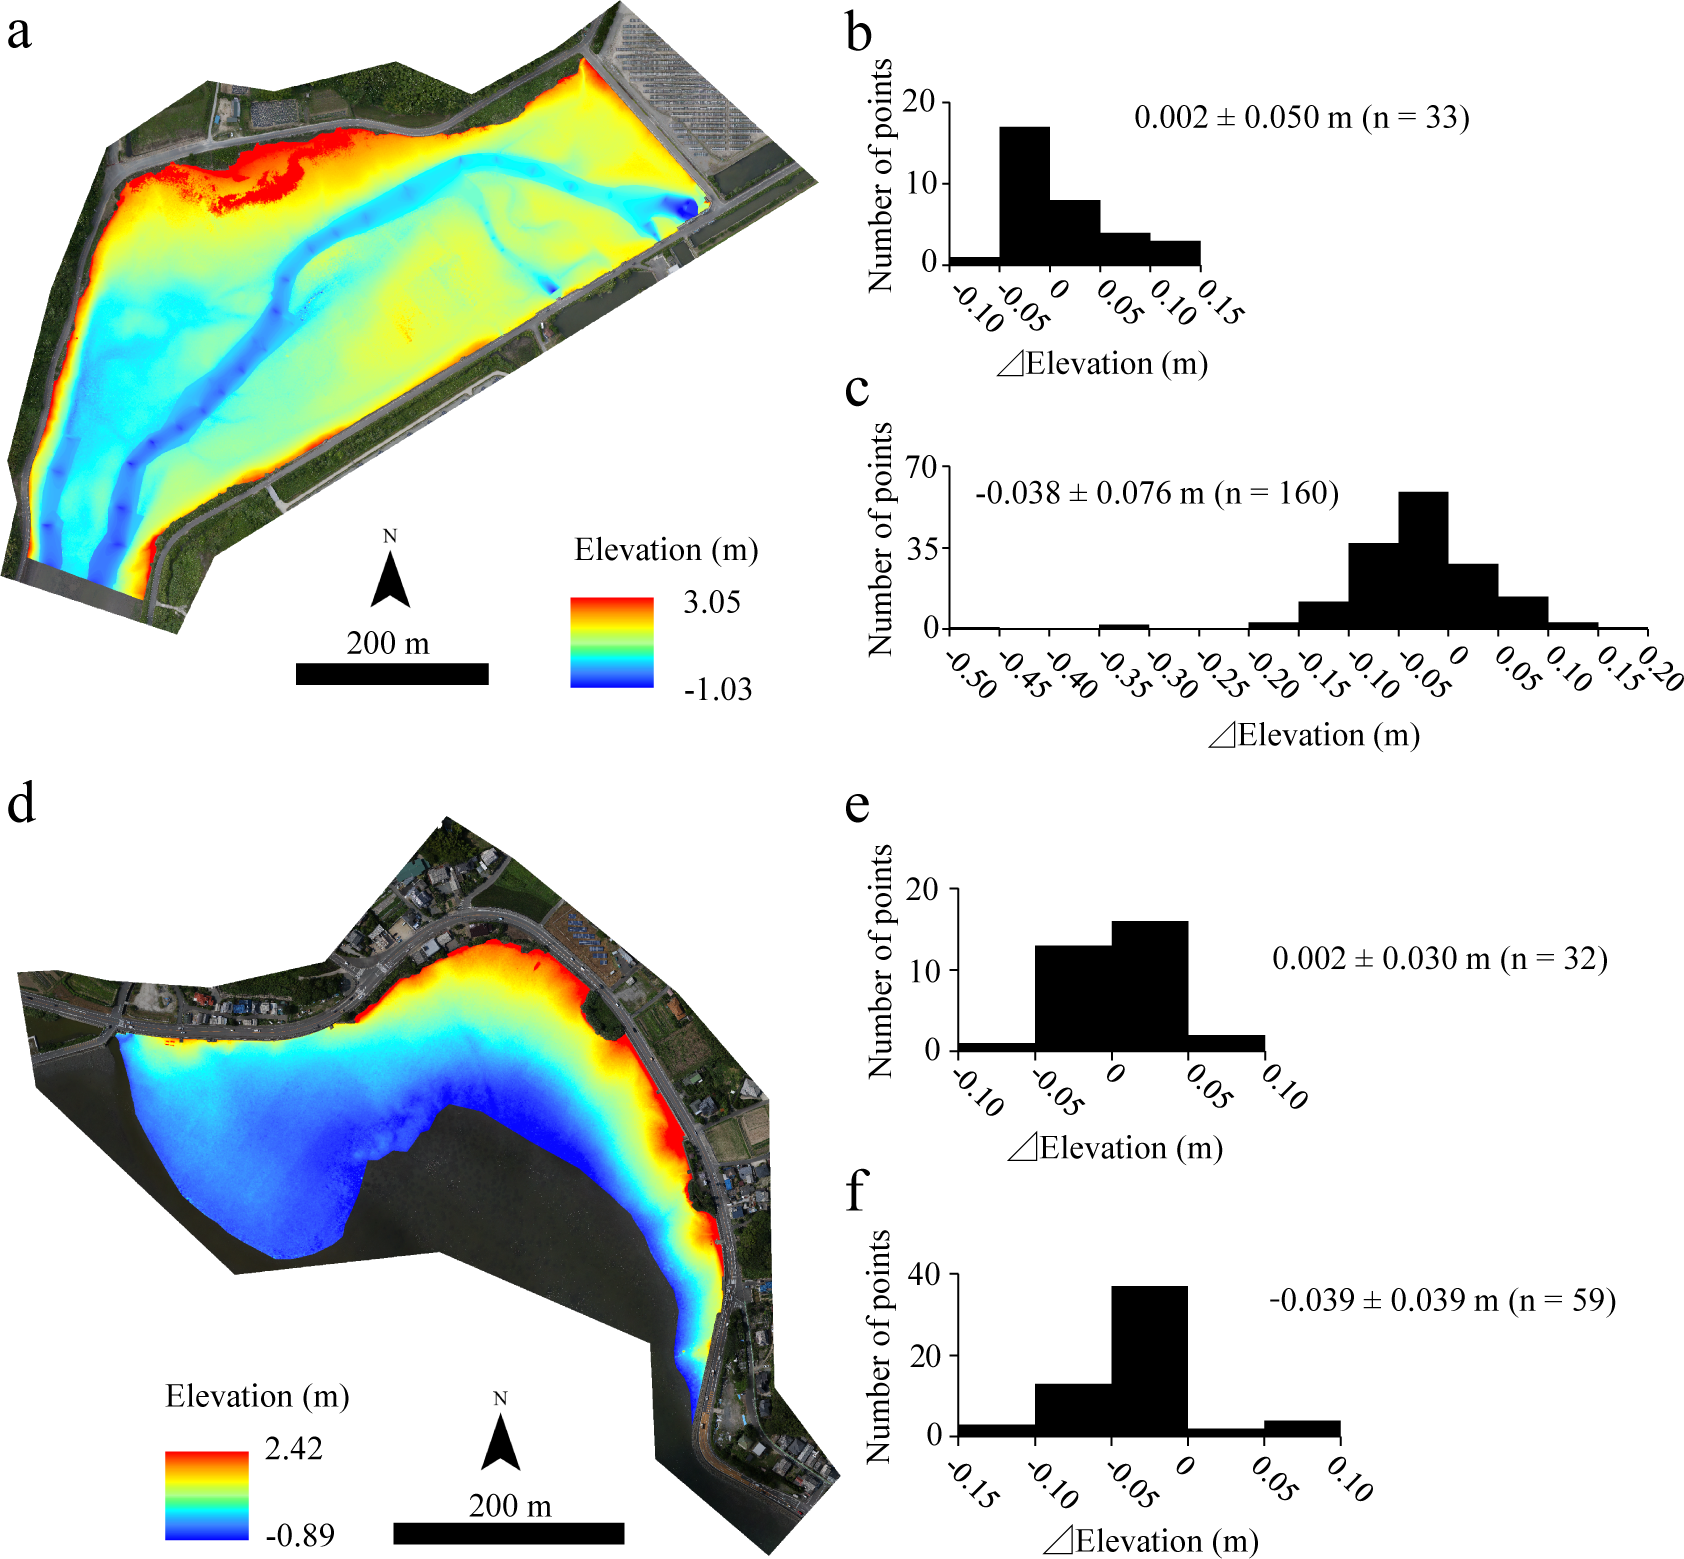 a
N
200 m
Elevation (m)
3.05
-1.03
b
Number of points
20
10
0
0.002 ± 0.050 m (n = 33)
-0.10
-0.05
0
0.05
0.10
0.15
⊿Elevation (m)
c
Number of points
70
35
0
-0.038 ± 0.076 m (n = 160)
-0.50
-0.45
-0.40
-0.35
-0.30
-0.25
-0.20
-0.15
-0.10
-0.05
0
0.05
0.10
0.15
0.20
⊿Elevation (m)
d
Elevation (m)
2.42
-0.89
N
200 m
e
Number of points
20
10
0
0.002 ± 0.030 m (n = 32)
-0.10
-0.05
0
0.05
0.10
⊿Elevation (m)
f
Number of points
40
20
0
-0.039 ± 0.039 m (n = 59)
-0.15
-0.10
-0.05
0
0.05
0.10
⊿Elevation (m)